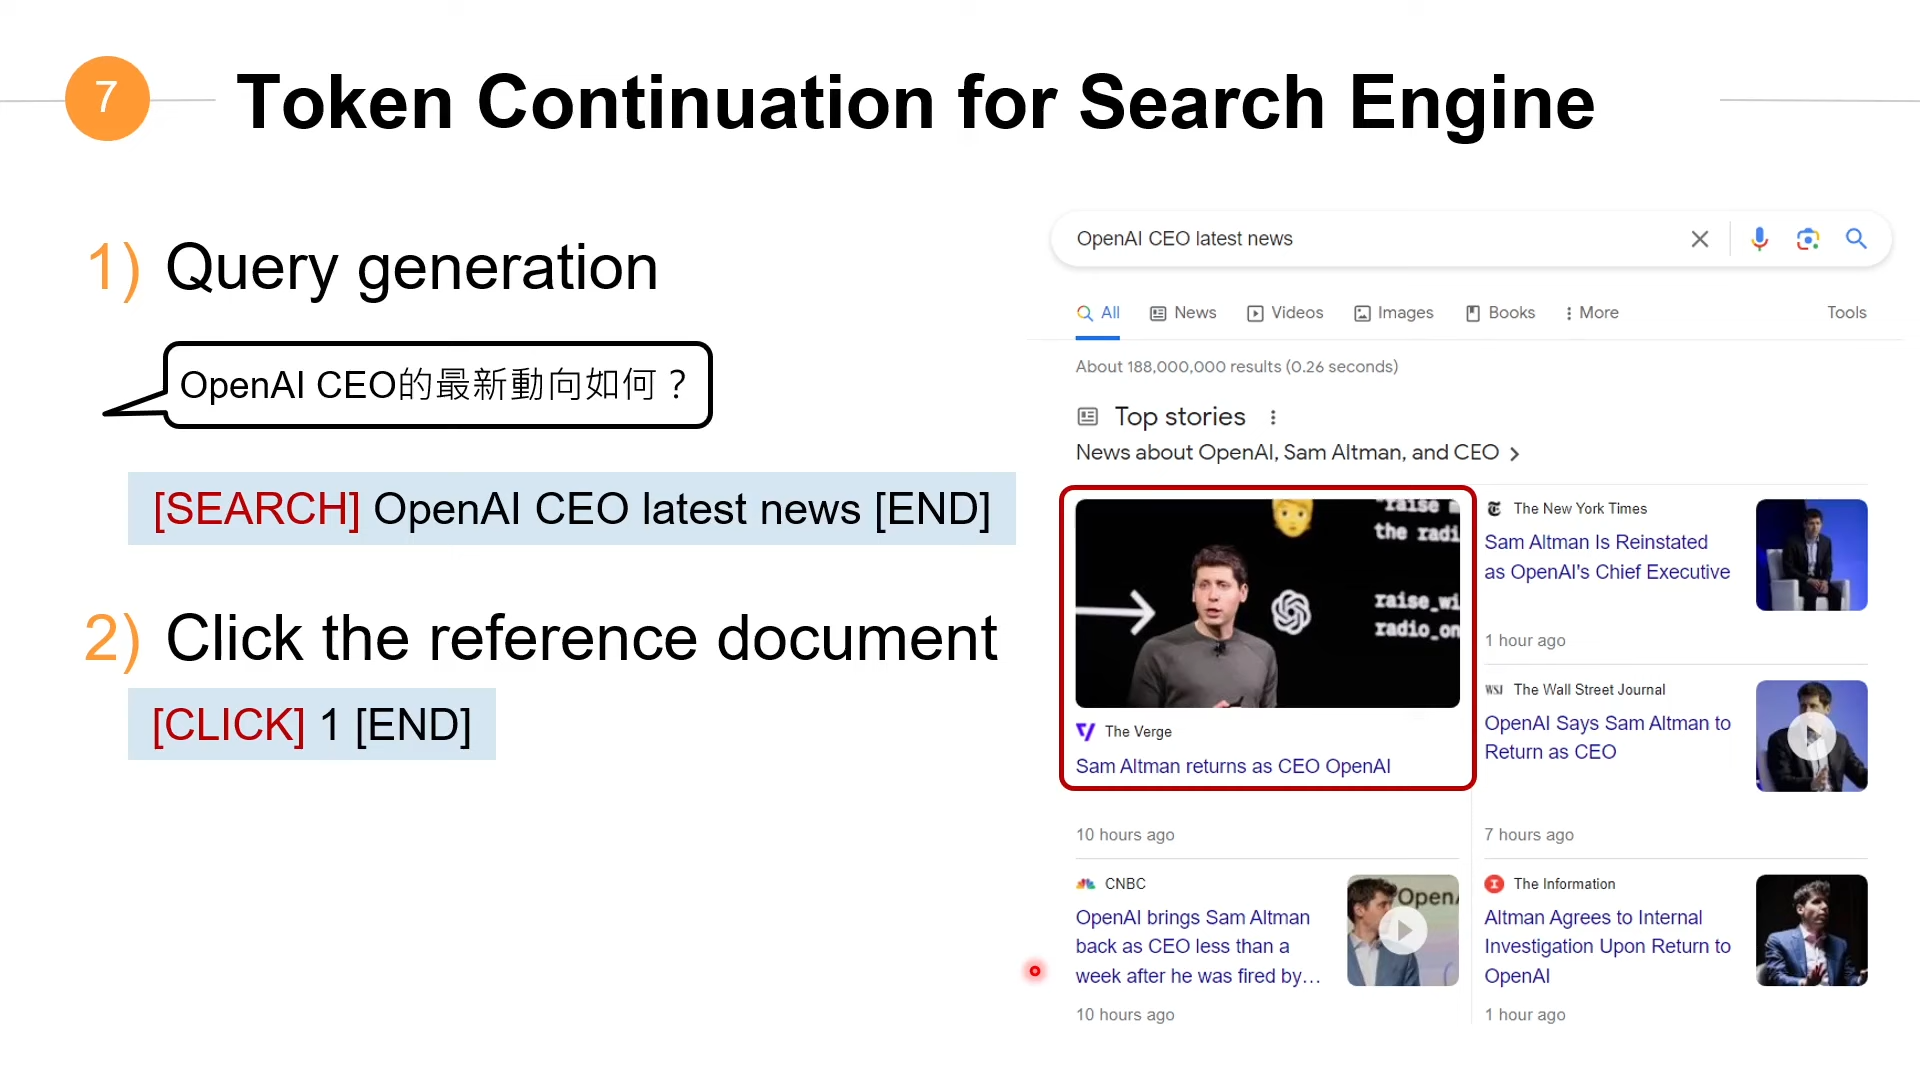 7
Token Continuation for Search Engine
1) Query generation
OpenAI CEO的最新動向如何？
[SEARCH] OpenAI CEO latest news [END]
2) Click the reference document
[CLICK] 1 [END]
OpenAI CEO latest news
All News Videos Images Books More Tools
About 188,000,000 results (0.26 seconds)
Top stories
News about OpenAI, Sam Altman, and CEO
"raise m
the radi
raise_wi
radio_on
The Verge
Sam Altman returns as CEO OpenAI
10 hours ago
The New York Times
Sam Altman Is Reinstated
as OpenAI's Chief Executive
1 hour ago
WSJ The Wall Street Journal
OpenAI Says Sam Altman to
Return as CEO
7 hours ago
CNBC
OpenAI brings Sam Altman
back as CEO less than a
week after he was fired by…
OpenA
10 hours ago
The Information
Altman Agrees to Internal
Investigation Upon Return to
OpenAI
1 hour ago